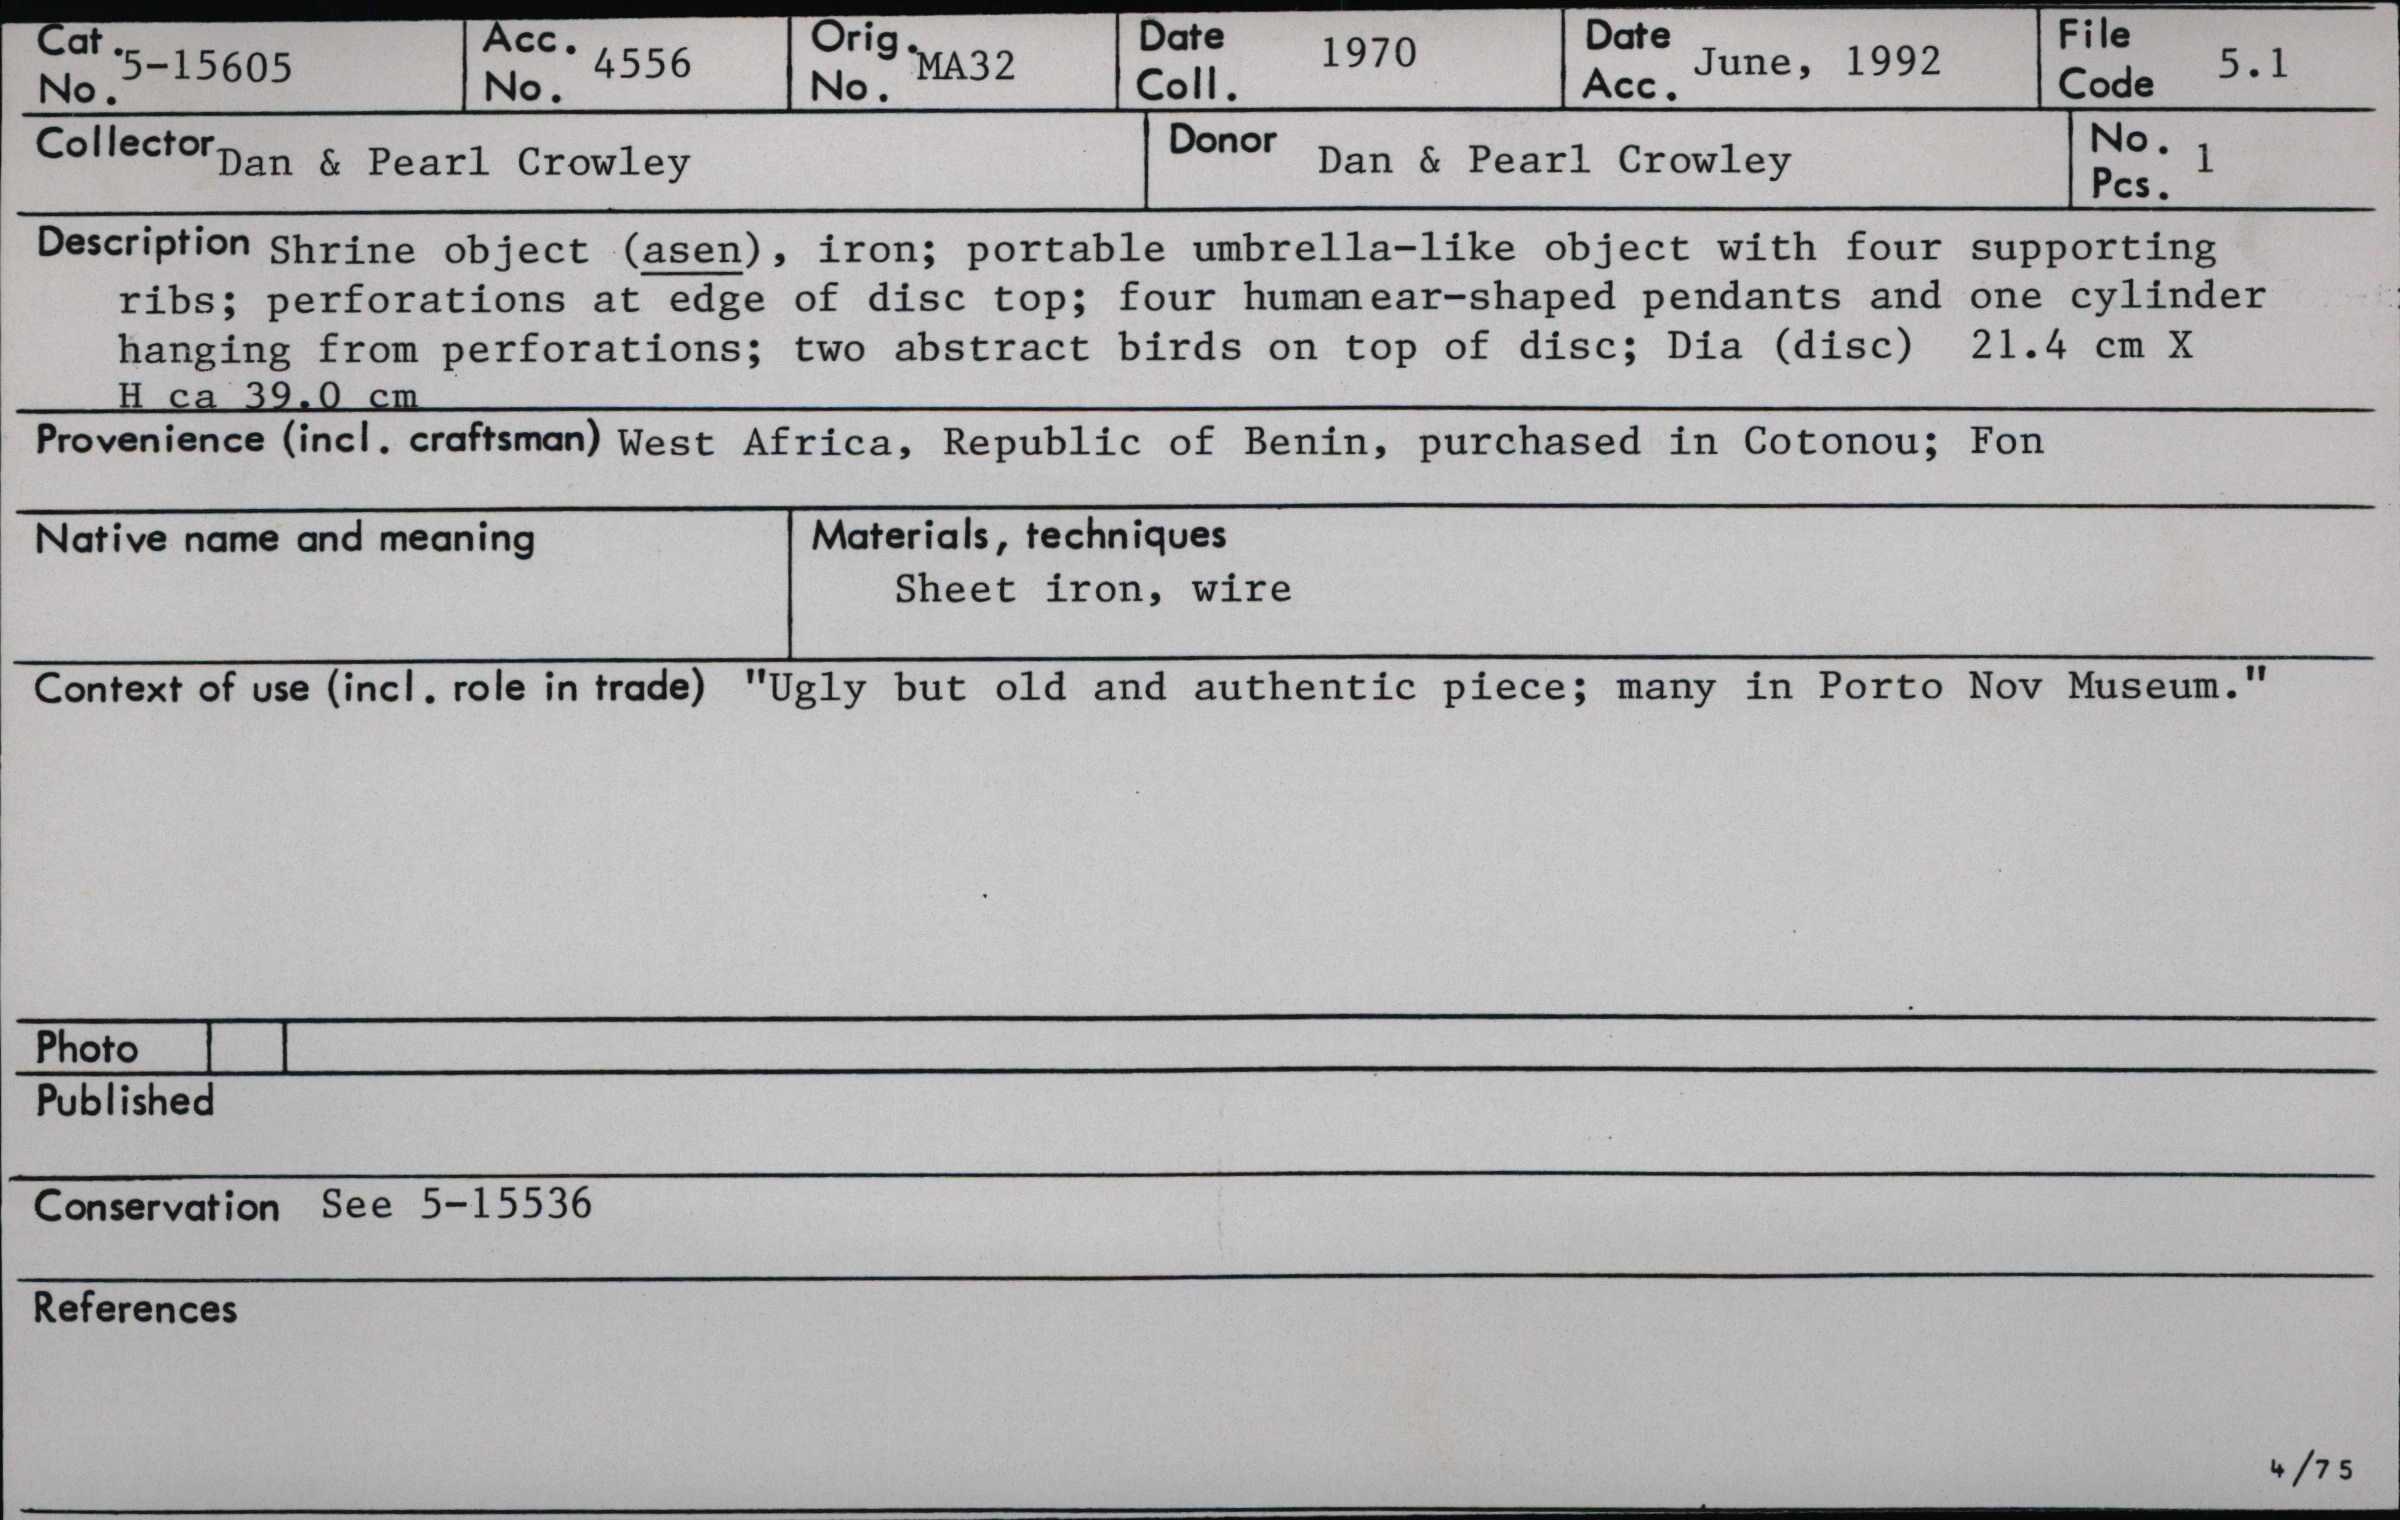 Cat. No. 5-15605 Acc. No. 4556 Orig. No. MA32 Date Coll. 1970 Date Acc. June, 1992 File Code 5.1
Collector Dan & Pearl Crowley Donor Dan & Pearl Crowley No. Pcs. 1
Description Shrine object (asen), iron; portable umbrella-like object with four supporting
ribs; perforations at edge of disc top; four human ear-shaped pendants and one cylinder
hanging from perforations; two abstract birds on top of disc; Dia (disc) 21.4 cm X
H ca 39.0 cm
Provenience (incl. craftsman) West Africa, Republic of Benin, purchased in Cotonou; Fon
Native name and meaning Materials, techniques
Sheet iron, wire
Context of use (incl. role in trade) "Ugly but old and authentic piece; many in Porto Nov Museum."
Photo
Published
Conservation See 5-15536
References
4/75